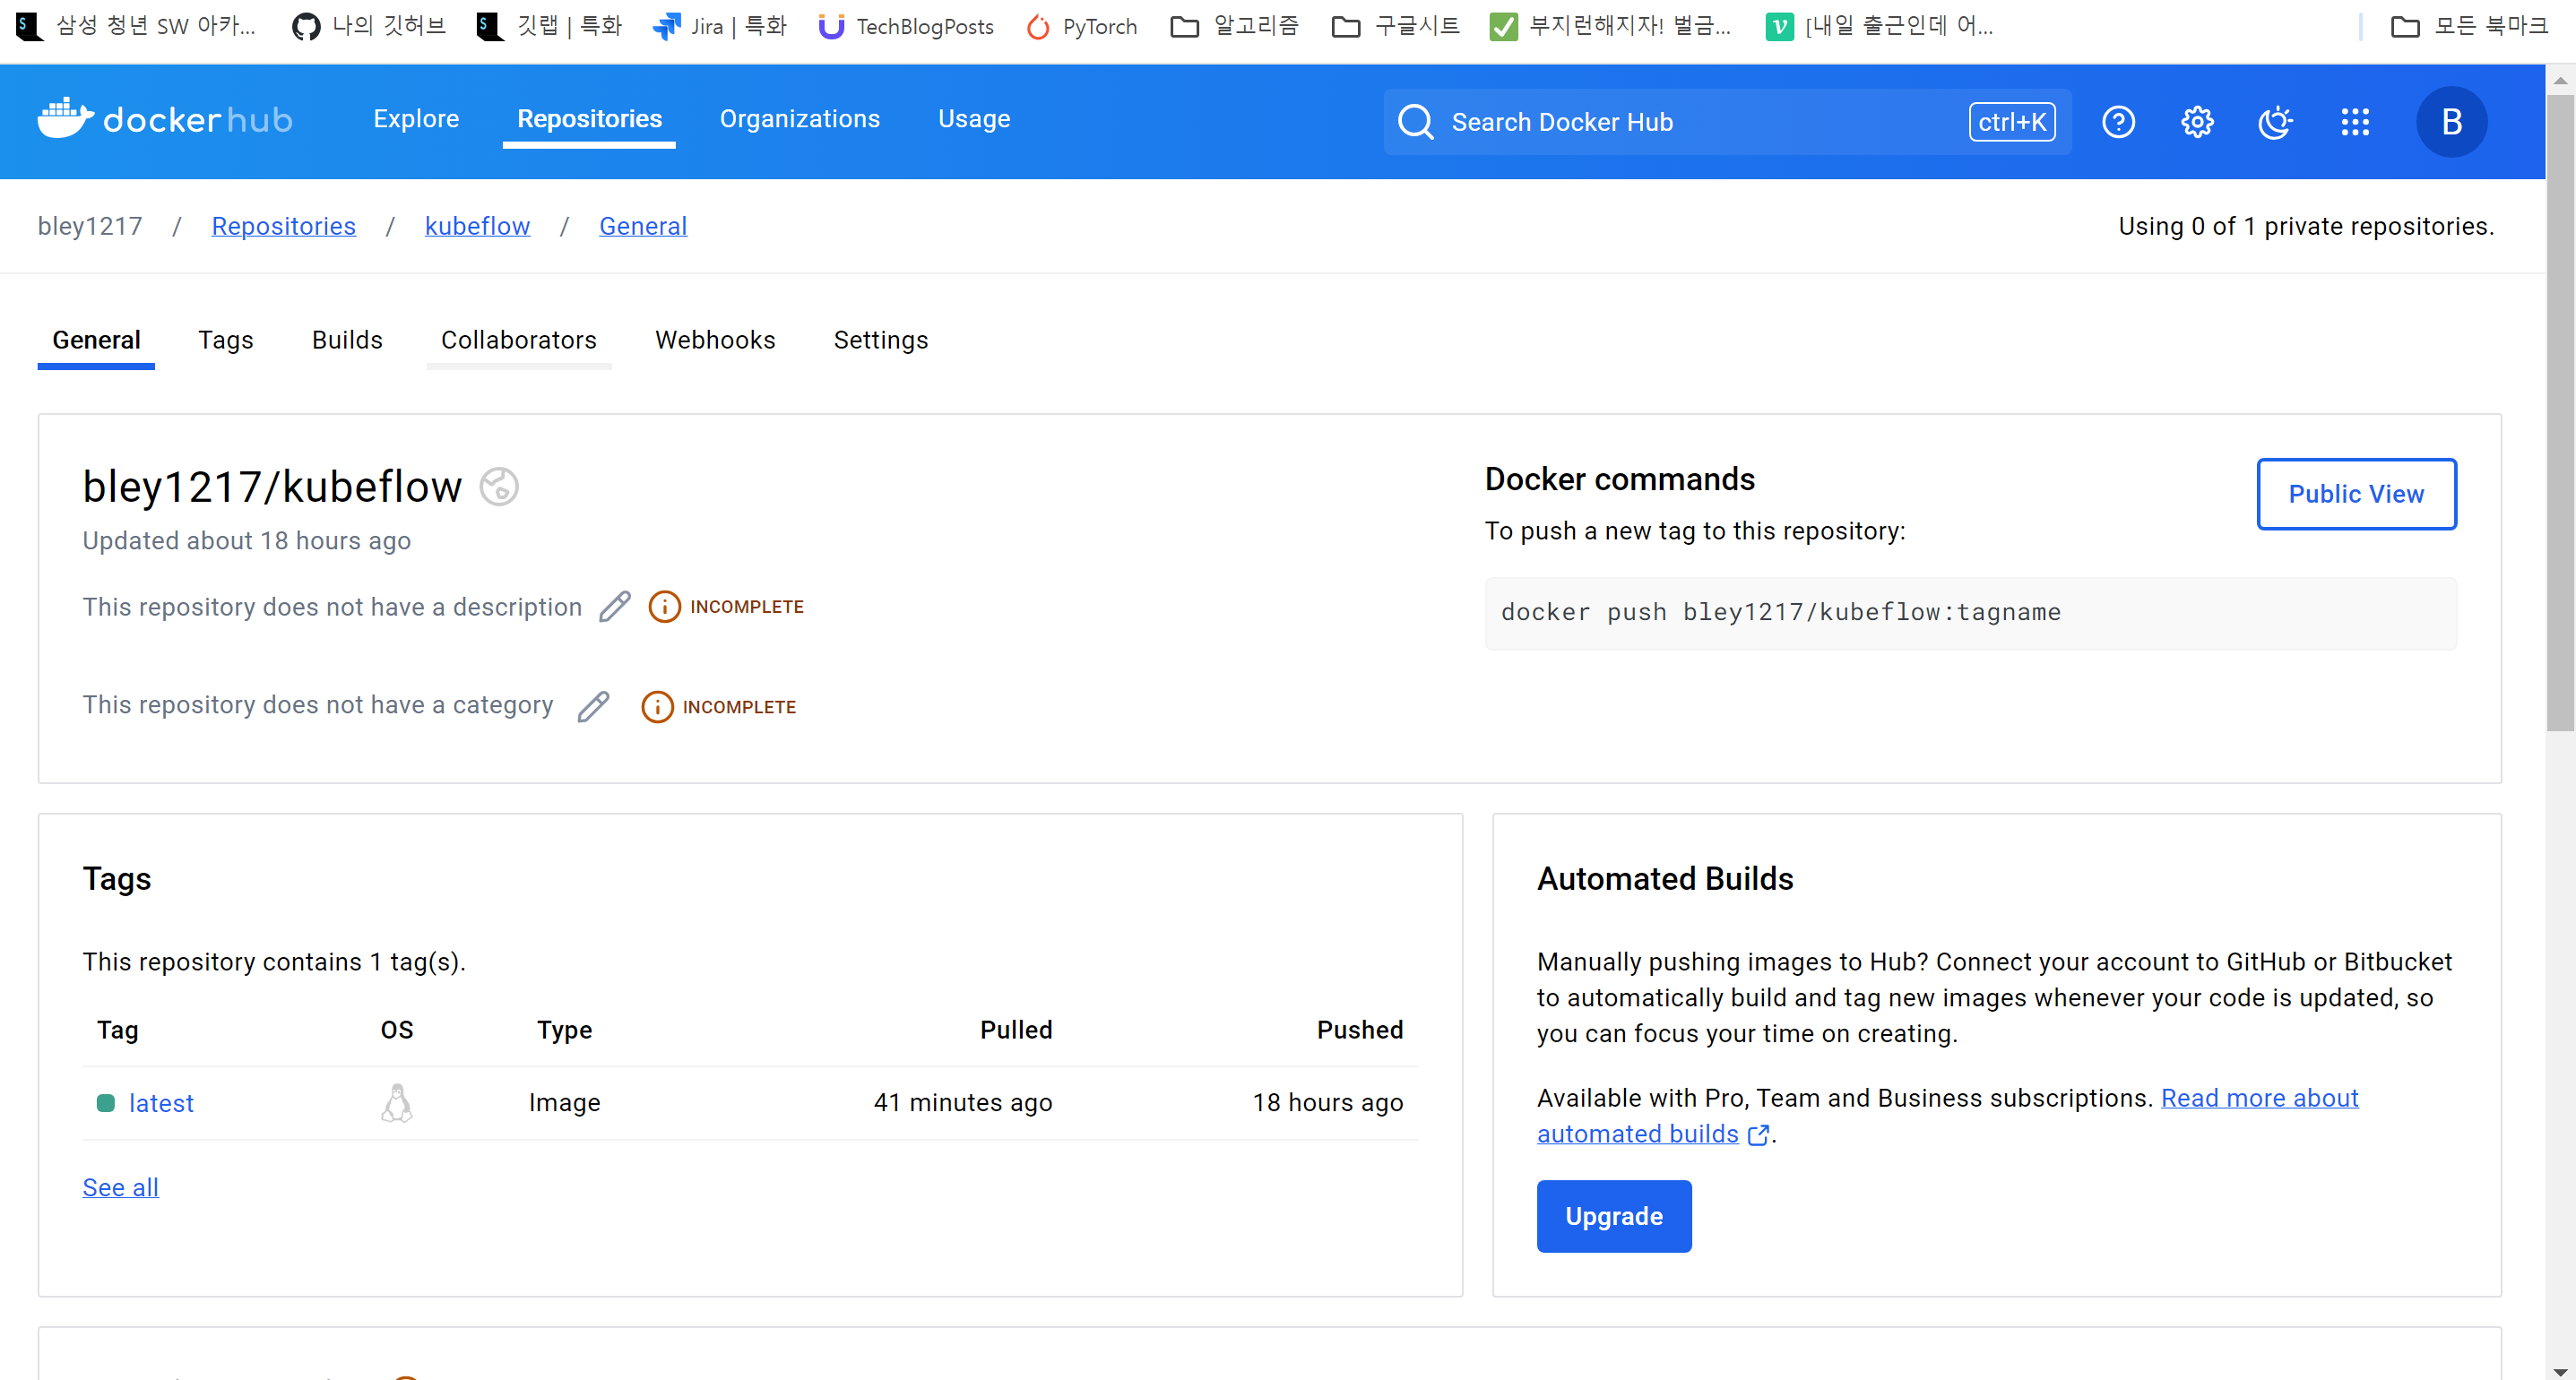 삼성 청년 SW 아카... 나의 깃허브 깃랩 | 특화 Jira | 특화 TechBlogPosts PyTorch 알고리즘 구글시트 부지런해지자! 벌금... [내일 출근인데 어... 모든 북마크
dockerhub Explore Repositories Organizations Usage Search Docker Hub ctrl+K B
bley1217 / Repositories / kubeflow / General Using 0 of 1 private repositories.
General Tags Builds Collaborators Webhooks Settings
bley1217/kubeflow
Updated about 18 hours ago
This repository does not have a description INCOMPLETE
This repository does not have a category INCOMPLETE
Docker commands
Public View
To push a new tag to this repository:
docker push bley1217/kubeflow:tagname
Tags
This repository contains 1 tag(s).
Tag OS Type Pulled Pushed
latest Image 41 minutes ago 18 hours ago
See all
Automated Builds
Manually pushing images to Hub? Connect your account to GitHub or Bitbucket
to automatically build and tag new images whenever your code is updated, so
you can focus your time on creating.
Available with Pro, Team and Business subscriptions. Read more about
automated builds .
Upgrade